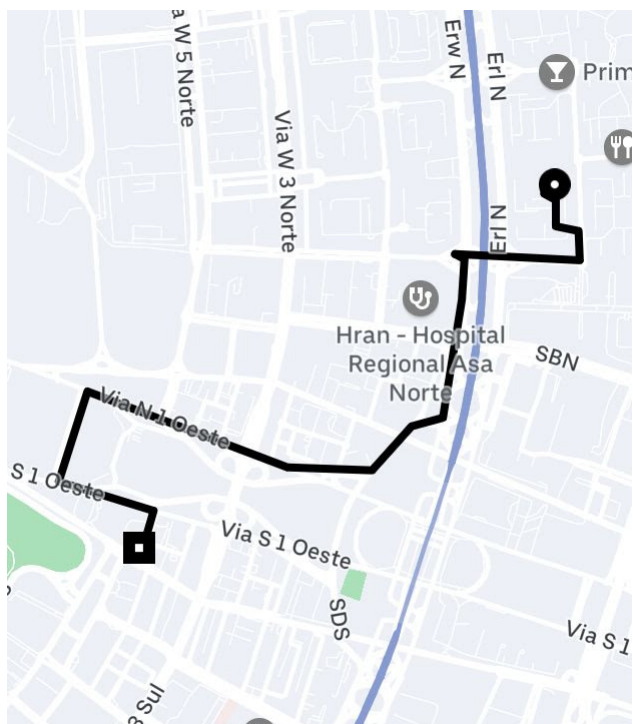 a W 5 Norte
Via W 3 Norte
Erw N
Erl N
Prim
Erl N
Hran - Hospital
Regional Asa
Norte
SBN
Via N 1 Oeste
S 1 Oeste
Via S 1 Oeste
SDS
Via S 1
3 Sul